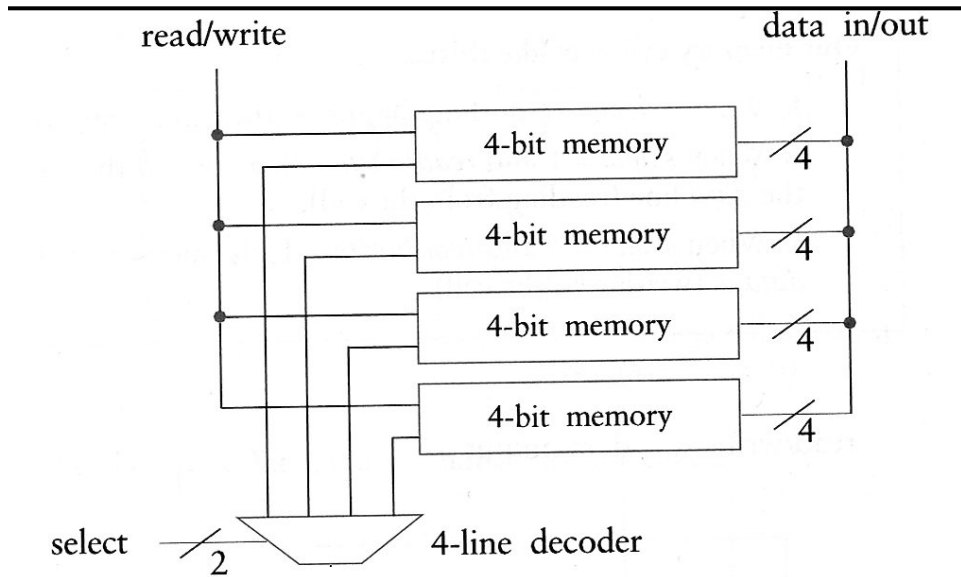 read/write
data in/out
4-bit memory
4
4-bit memory
4
4-bit memory
4
4-bit memory
4
select
2
4-line decoder